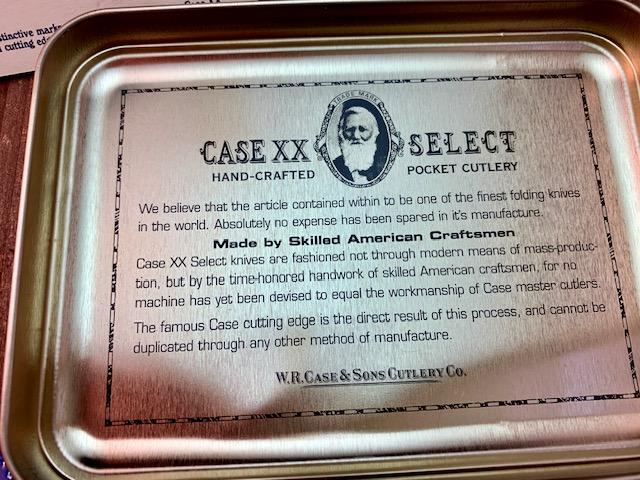 stinctive mark
cutting ed
TRADE MARK
CASE XX SELECT
HAND-CRAFTED POCKET CUTLERY
We believe that the article contained within to be one of the finest folding knives
in the world. Absolutely no expense has been spared in it's manufacture.
Made by Skilled American Craftsmen
Case XX Select knives are fashioned not through modern means of mass-produc-
tion, but by the time-honored handwork of skilled American craftsmen, for no
machine has yet been devised to equal the workmanship of Case master cutlers.
The famous Case cutting edge is the direct result of this process, and cannot be
duplicated through any other method of manufacture.
W.R. CASE & SONS CUTLERY CO.